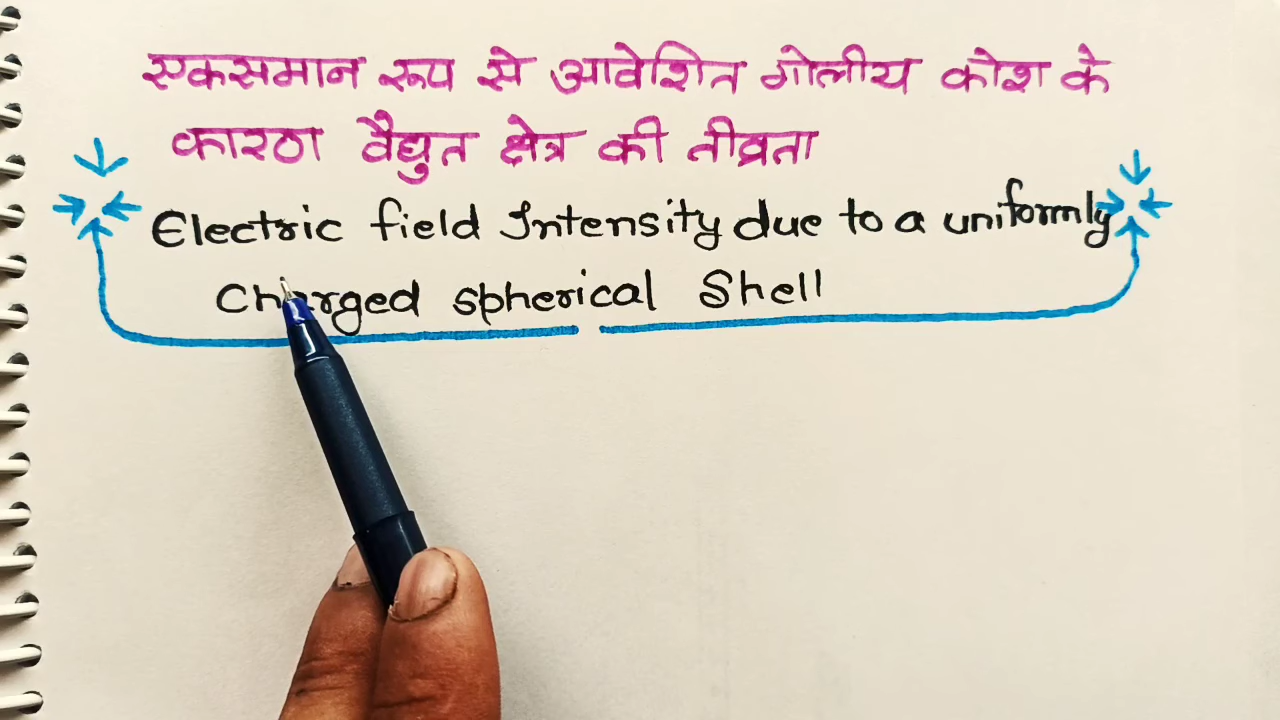 एकसमान रूप से आवेशित गोलीय कोश के
कारण वैद्युत क्षेत्र की तीव्रता
Electric field Intensity due to a uniformly
Charged spherical Shell